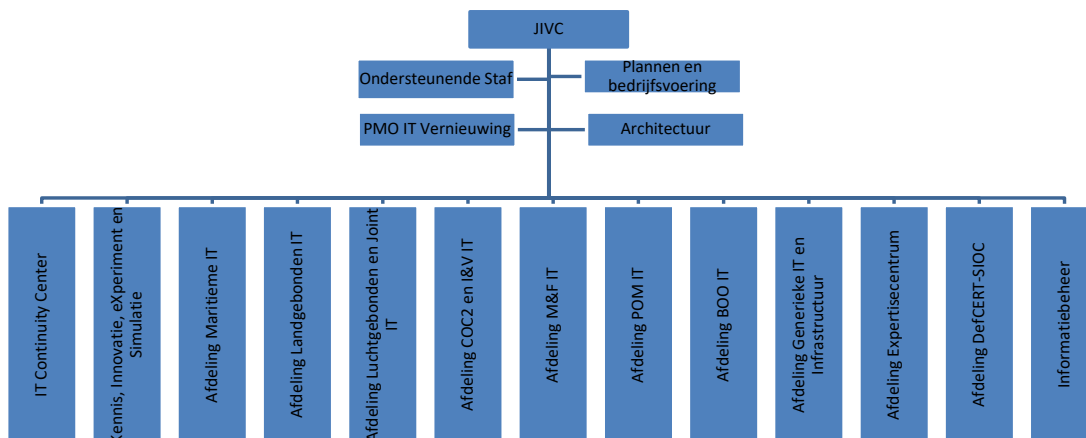 JIVC
Ondersteunende Staf
Plannen en
bedrijfsvoering
PMO IT Vernieuwing
Architectuur
IT Continuity Center
Kennis, Innovatie, eXperiment en
Simulatie
Afdeling Maritieme IT
Afdeling Landgebonden IT
Afdeling Luchtgebonden en Joint
IT
Afdeling COC2 en I&V IT
Afdeling M&F IT
Afdeling POM IT
Afdeling BOO IT
Afdeling Generieke IT en
Infrastructuur
Afdeling Expertisecentrum
Afdeling DefCERT-SIOC
Informatiebeheer